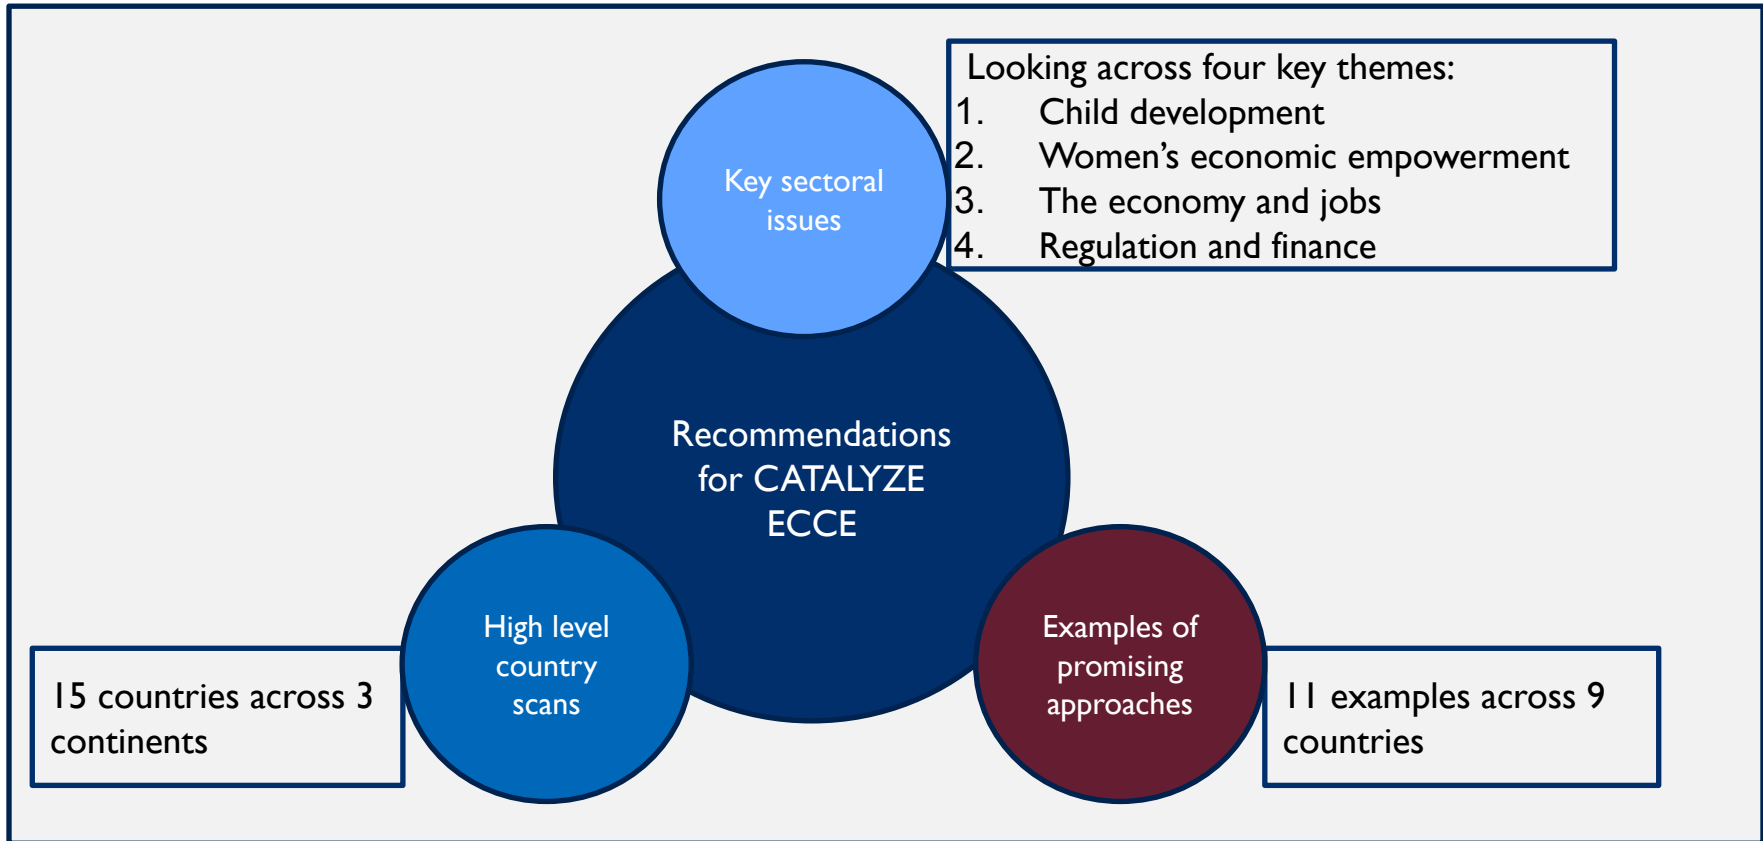 Looking across four key themes:
1. Child development
2. Women's economic empowerment
3. The economy and jobs
4. Regulation and finance
Key sectoral
issues
Recommendations
for CATALYZE
ECCE
High level
country
scans
15 countries across 3
continents
Examples of
promising
approaches
11 examples across 9
countries